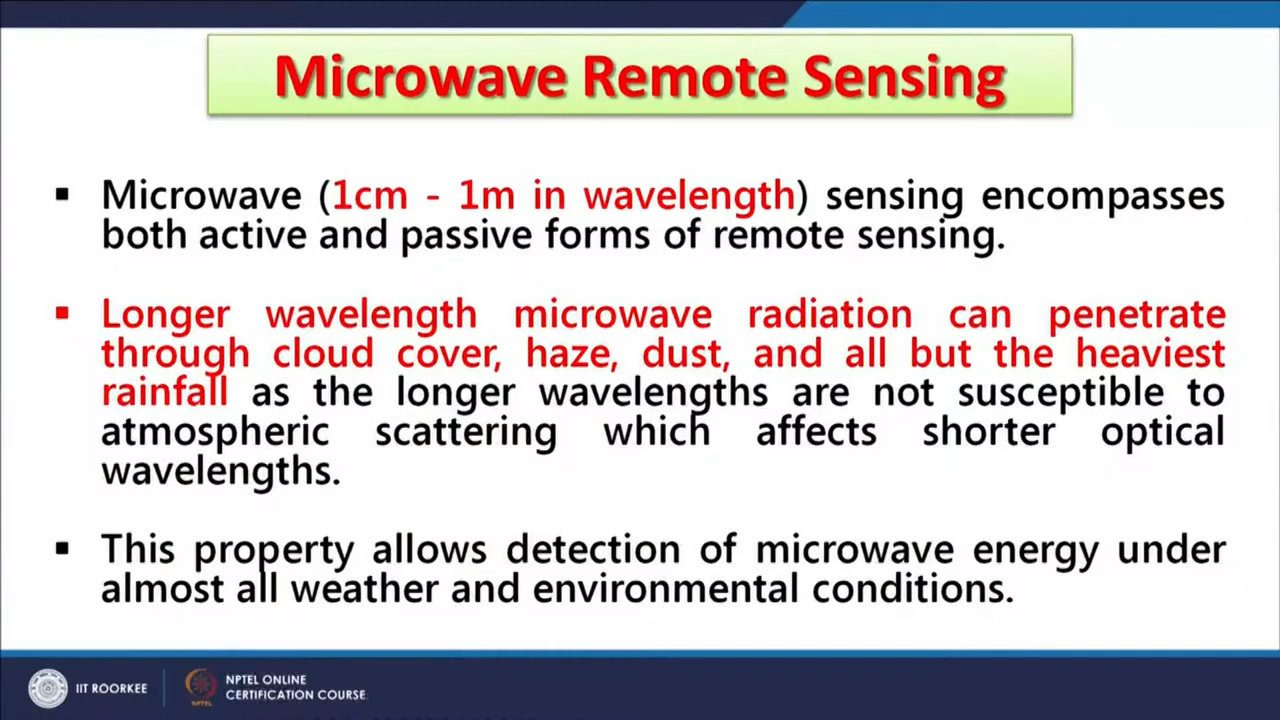 Microwave Remote Sensing
▪ Microwave (1cm - 1m in wavelength) sensing encompasses
both active and passive forms of remote sensing.
▪ Longer wavelength microwave radiation can penetrate
through cloud cover, haze, dust, and all but the heaviest
rainfall as the longer wavelengths are not susceptible to
atmospheric scattering which affects shorter optical
wavelengths.
▪ This property allows detection of microwave energy under
almost all weather and environmental conditions.
IIT ROORKEE
NPTEL
NPTEL ONLINE
CERTIFICATION COURSE